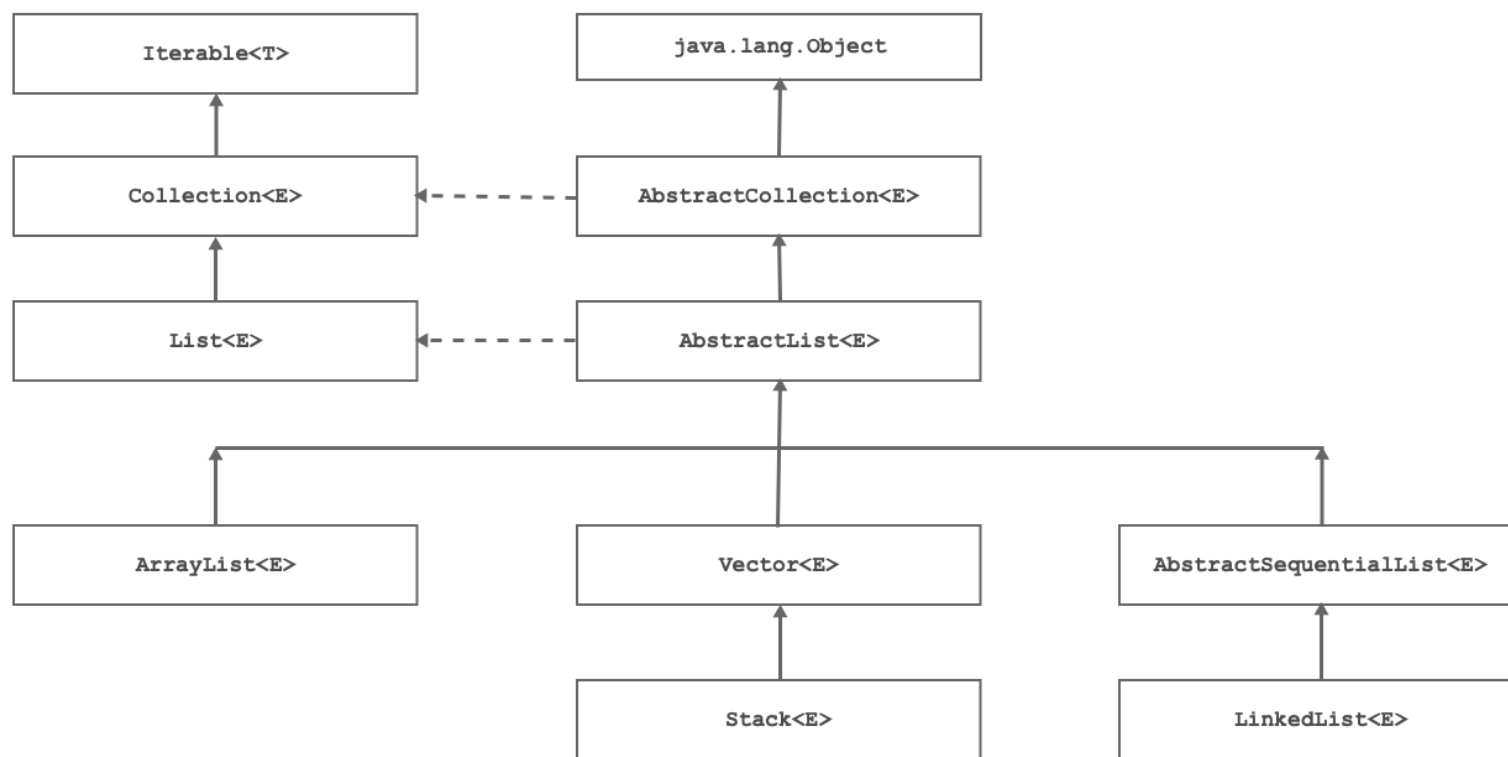 Iterable<T>
java.lang.Object
Collection<E>
AbstractCollection<E>
List<E>
AbstractList<E>
ArrayList<E>
Vector<E>
AbstractSequentialList<E>
Stack<E>
LinkedList<E>